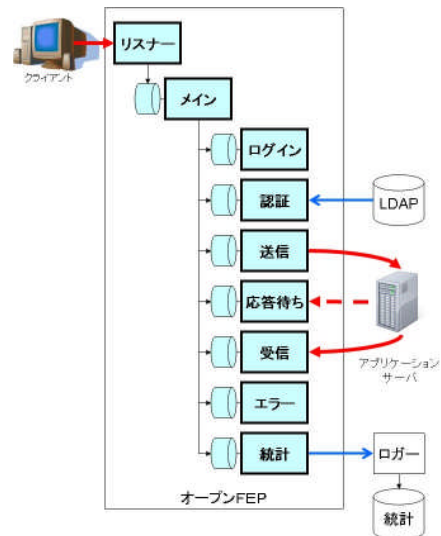 リスナー
クライアント
メイン
ログイン
認証
LDAP
送信
応答待ち
アプリケーション
サーバ
受信
エラー
統計
ロガー
オープンFEP
統計